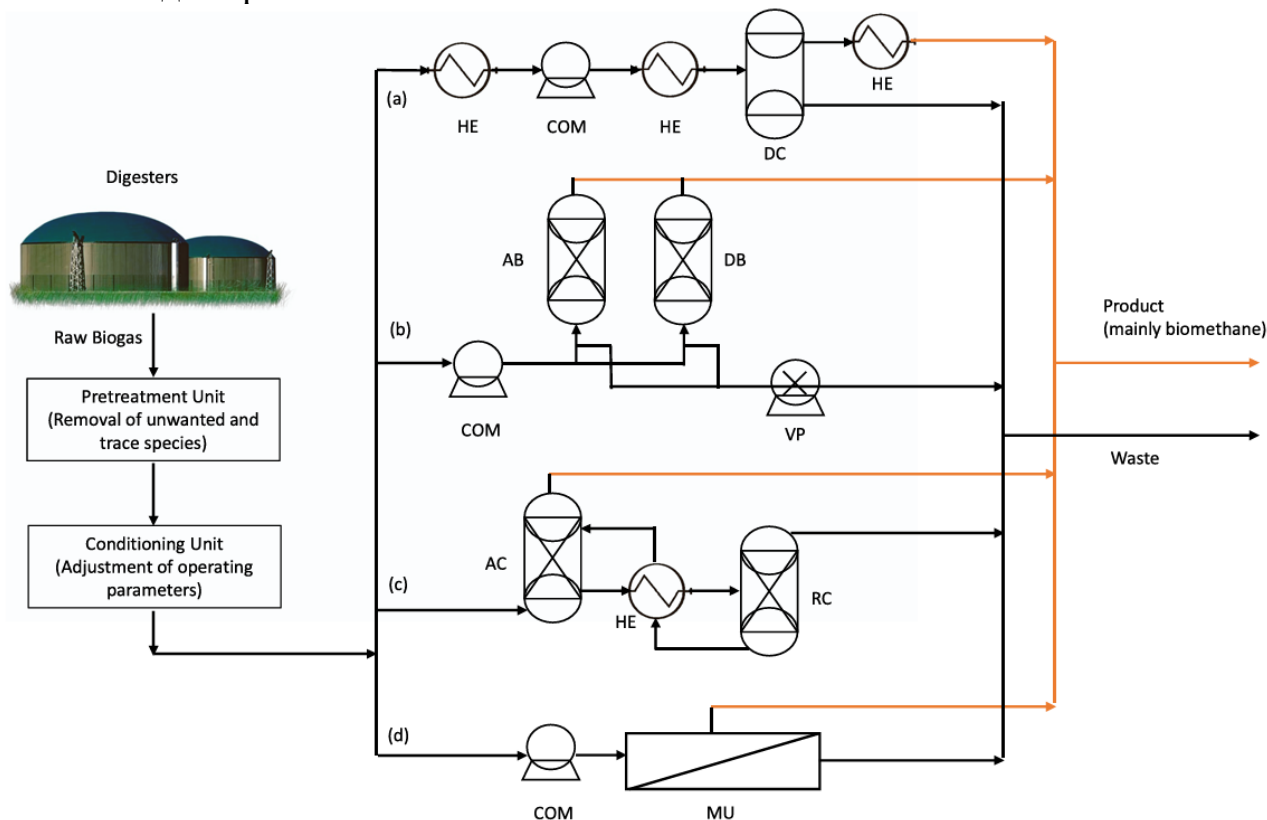 (a)
HE
COM
HE
DC
HE
Digesters
AB
DB
Raw Biogas
(b)
COM
VP
Product
(mainly biomethane)
Waste
Pretreatment Unit
(Removal of unwanted and
trace species)
Conditioning Unit
(Adjustment of operating
parameters)
AC
(c)
HE
RC
(d)
COM
MU